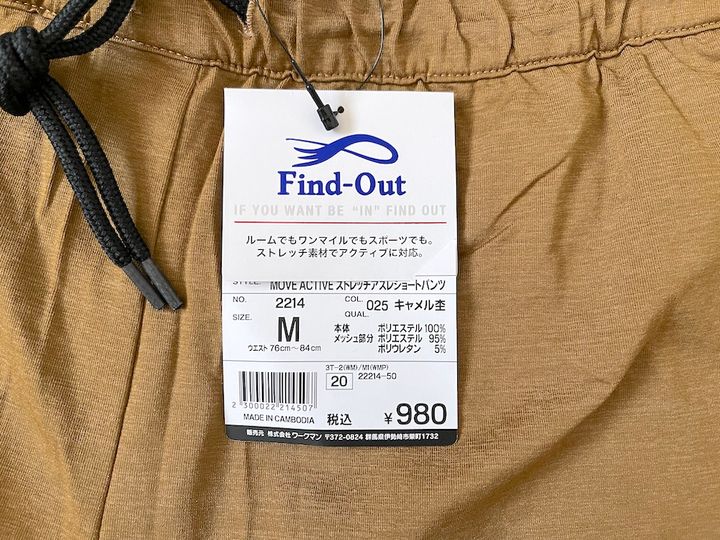 Find-Out
IF YOU WANT BE "IN" FIND OUT
ルームでもワンマイルでもスポーツでも。
ストレッチ素材でアクティブに対応。
STYLE. MOVE ACTIVE ストレッチアスレショートパンツ
NO. 2214 COL. 025 キャメル杢
SIZE. M QUAL.
本体 ポリエステル 100%
メッシュ部分 ポリエステル 95%
ポリウレタン 5%
ウエスト 76cm～84cm
3T-2(WM)/M1(WMP)
20 22214-50
2 300022 214507
MADE IN CAMBODIA 税込 ¥980
販売元 株式会社 ワークマン 〒372-0824 群馬県伊勢崎市柴町1732